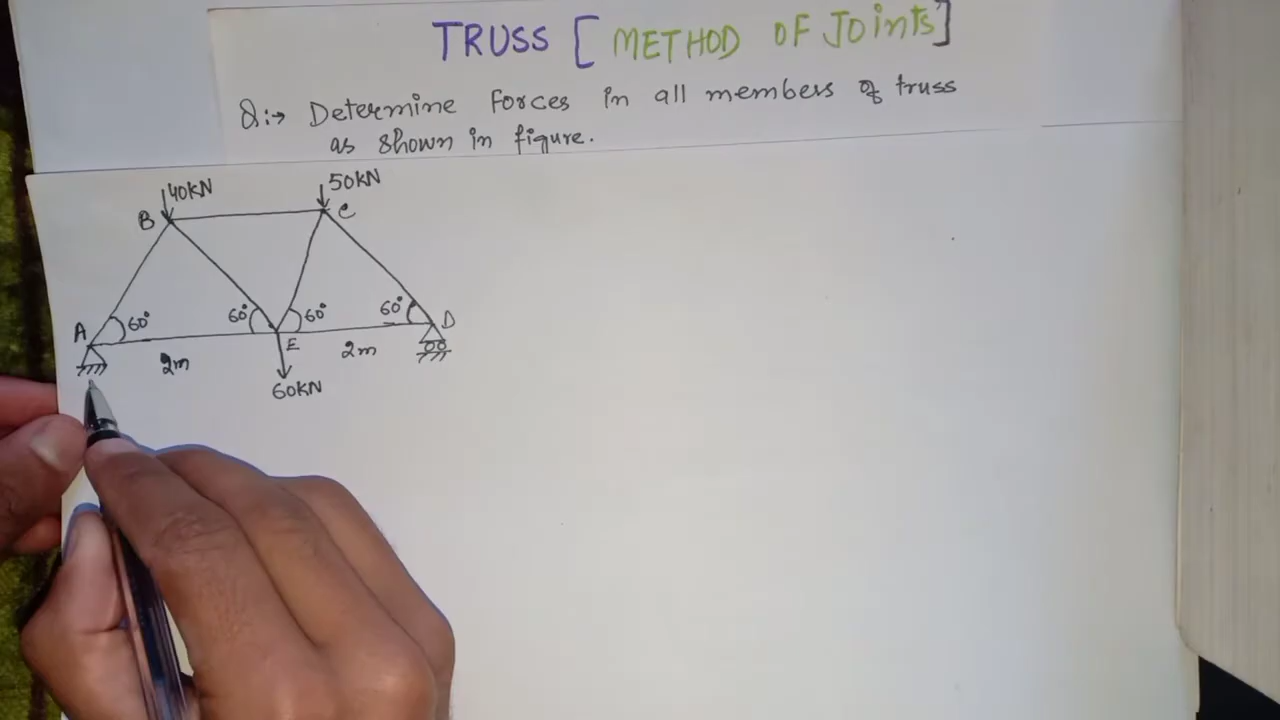 TRUSS [METHOD OF JOINTS]
Q:→ Determine forces in all members of truss
as shown in figure.
40KN
50KN
B
C
A
60°
60°
60°
60°
D
E
2m
2m
60KN